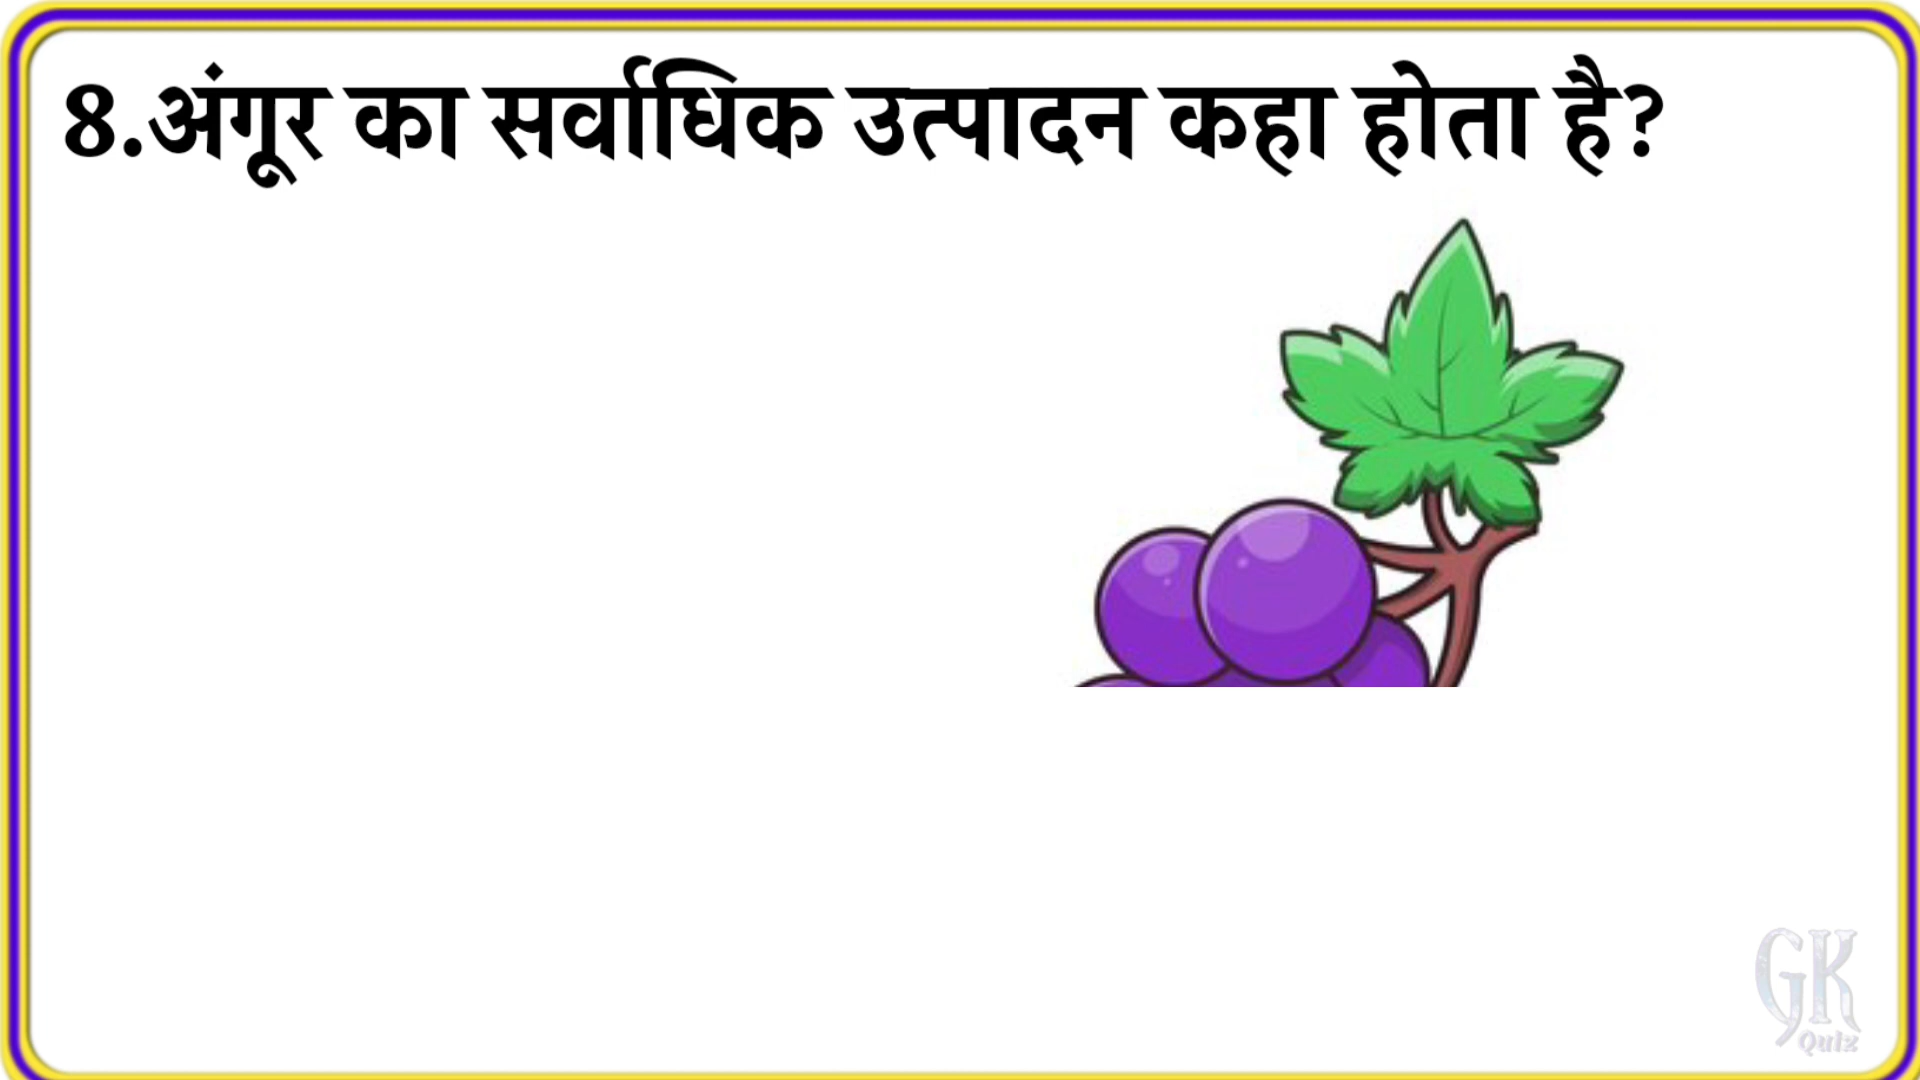 8.अंगूर का सर्वाधिक उत्पादन कहा होता है?
GK
Quiz